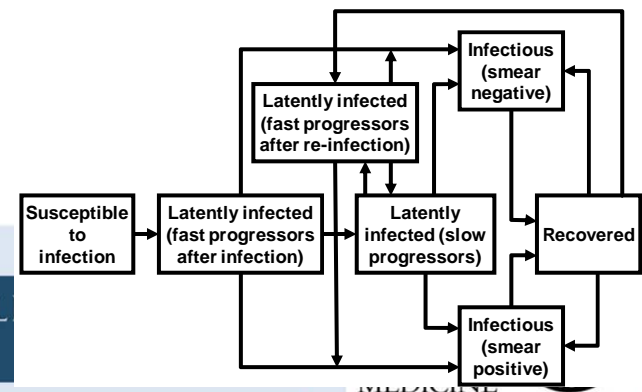 Infectious
(smear
negative)
Latently infected
(fast progressors
after re-infection)
Susceptible
to
infection
Latently infected
(fast progressors
after infection)
Latently
infected (slow
progressors)
Recovered
Infectious
(smear
positive)
MEDICINE